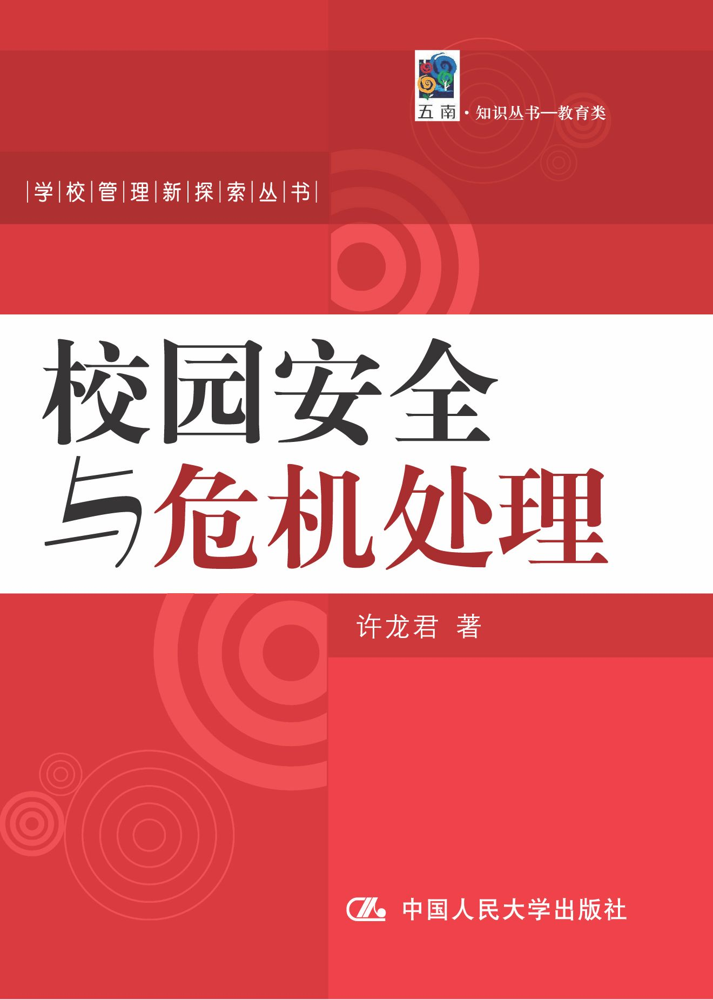 五南·知识丛书—教育类
|学|校|管|理|新|探|索|丛|书|
校园安全
与危机处理
许龙君 著
中国人民大学出版社